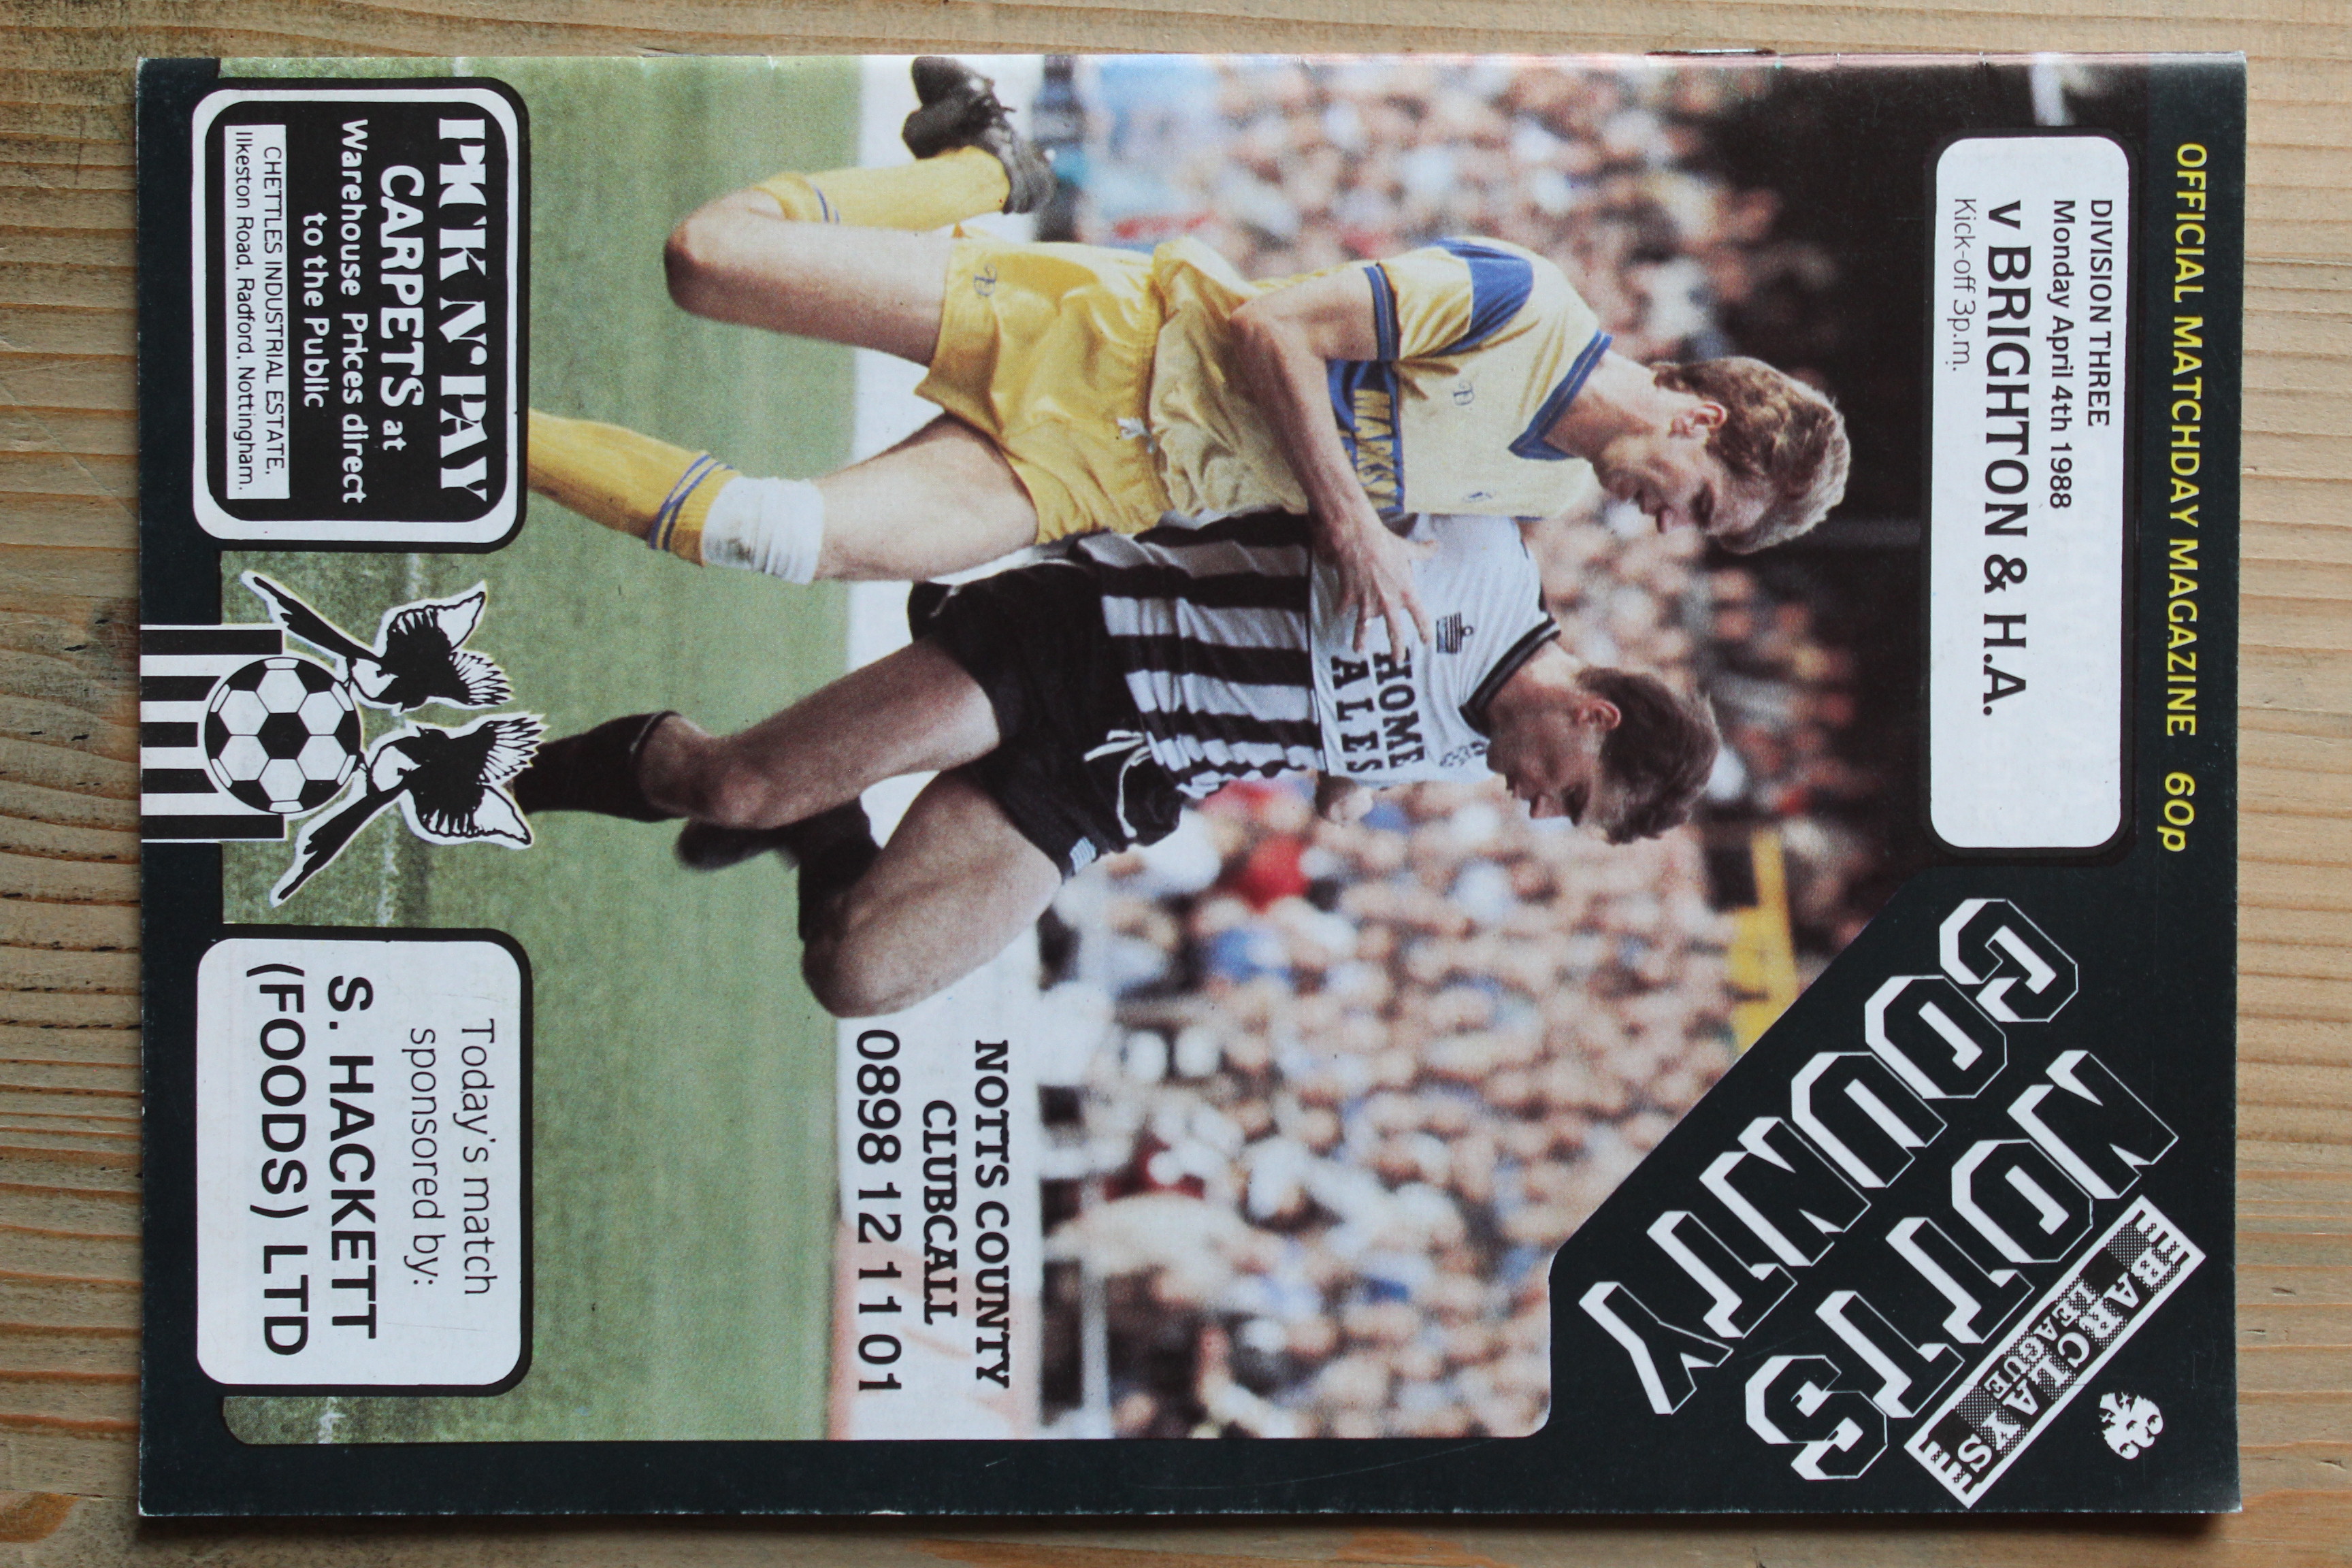 OFFICIAL MATCHDAY MAGAZINE 60p
DIVISION THREE
Monday April 4th 1988
v BRIGHTON & H.A.
Kick-off 3p.m.
NOTTS
COUNTY
BARCLAYS
LEAGUE
HOME
ALES
NOTTS COUNTY
CLUBCALL
0898 12 11 01
PICK N' PAY
CARPETS at
Warehouse Prices direct
to the Public
CHETTLES INDUSTRIAL ESTATE,
Ilkeston Road, Radford, Nottingham.
Today's match
sponsored by:
S. HACKETT
(FOODS) LTD